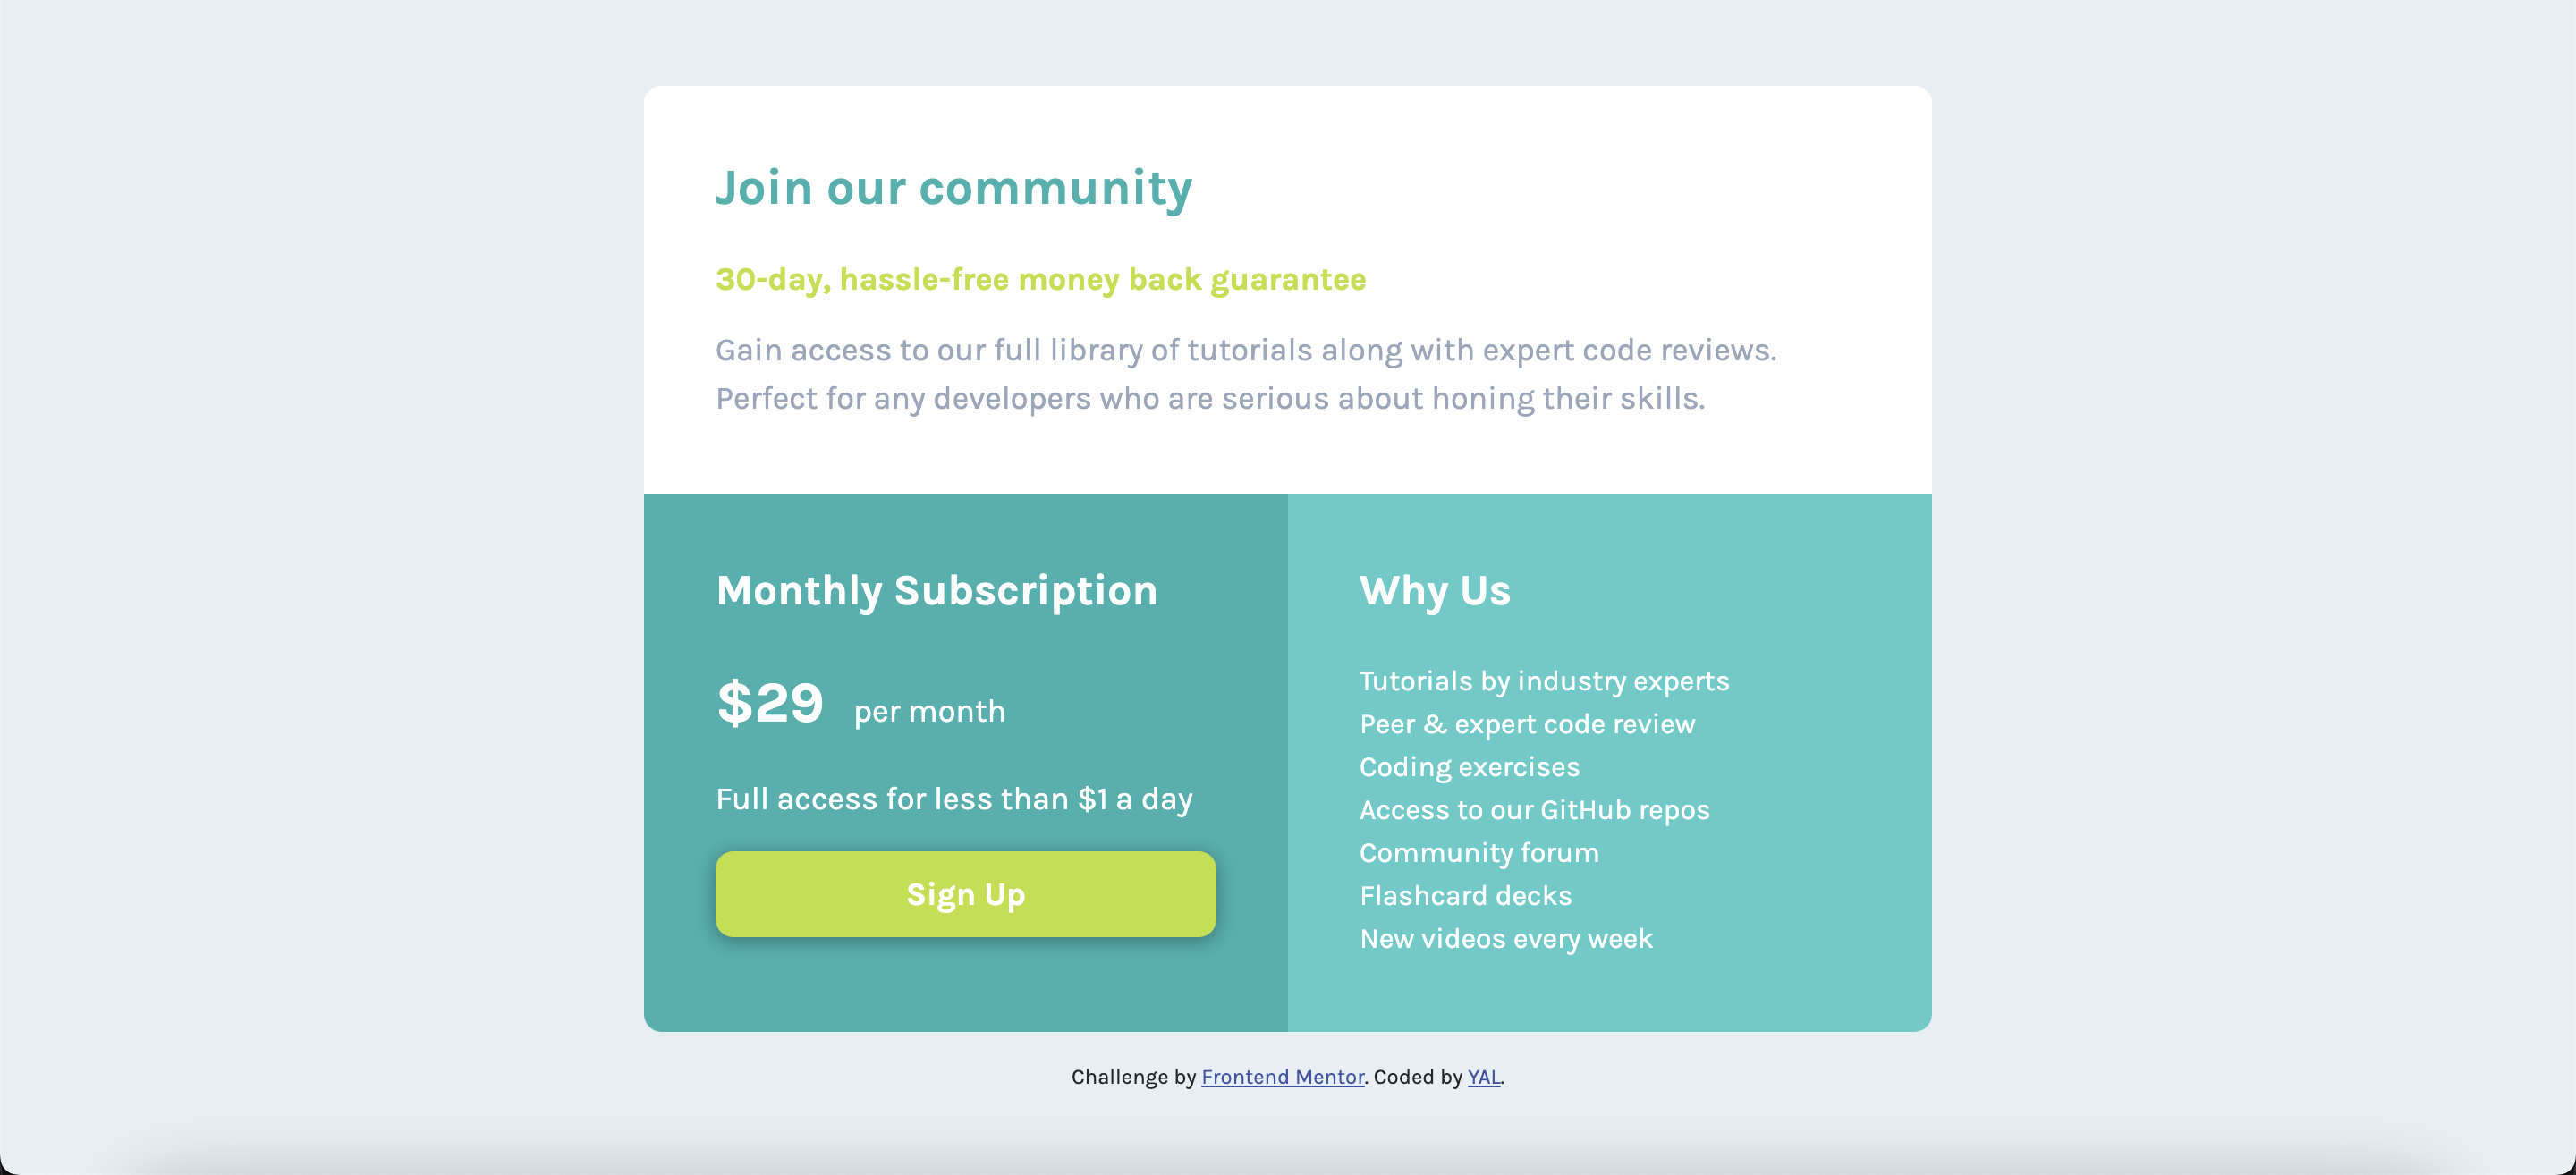 Join our community
30-day, hassle-free money back guarantee
Gain access to our full library of tutorials along with expert code reviews.
Perfect for any developers who are serious about honing their skills.
Monthly Subscription
$29 per month
Full access for less than $1 a day
Sign Up
Why Us
Tutorials by industry experts
Peer & expert code review
Coding exercises
Access to our GitHub repos
Community forum
Flashcard decks
New videos every week
Challenge by Frontend Mentor. Coded by YAL.